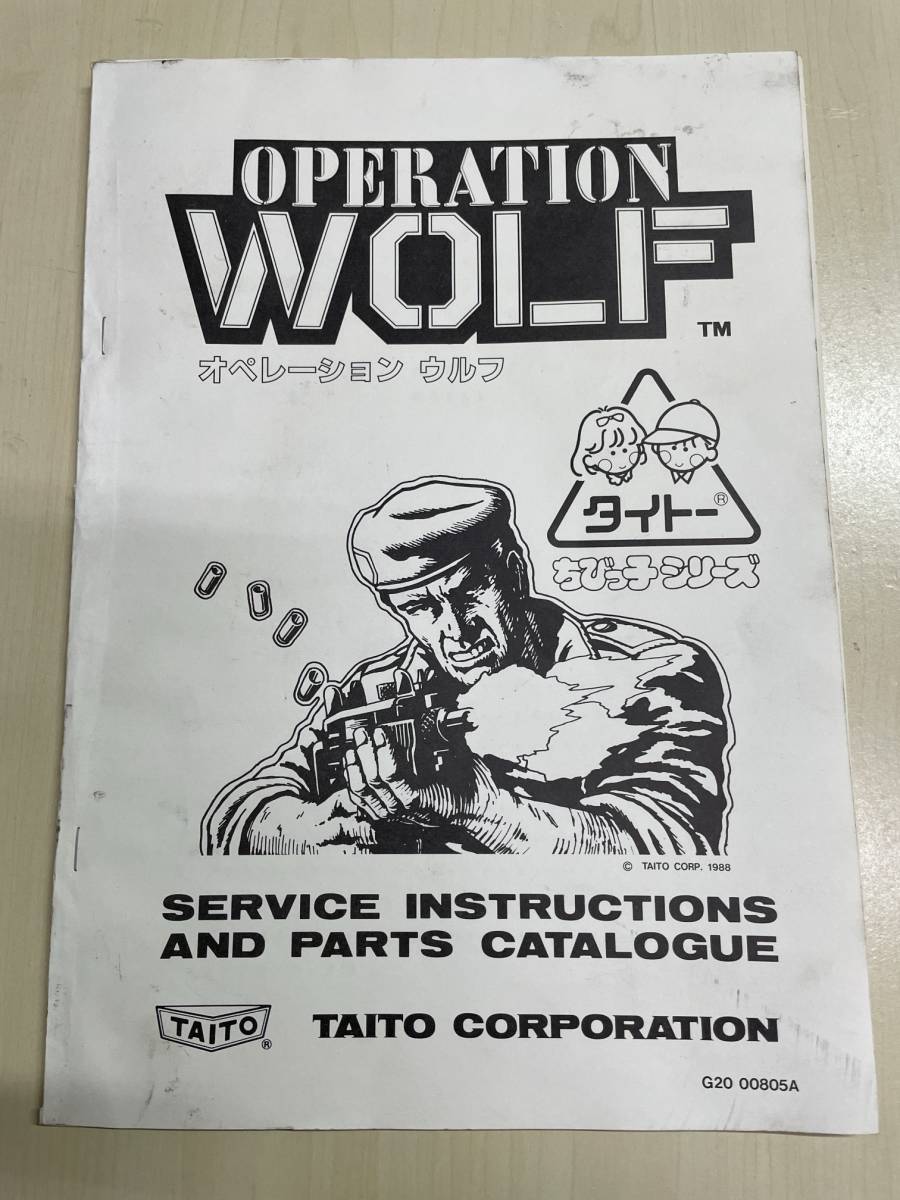 OPERATION
WOLF
TM
オペレーション ウルフ
タイトー®
ちびっ子シリーズ
© TAITO CORP. 1988
SERVICE INSTRUCTIONS
AND PARTS CATALOGUE
TAITO® TAITO CORPORATION
G20 00805A